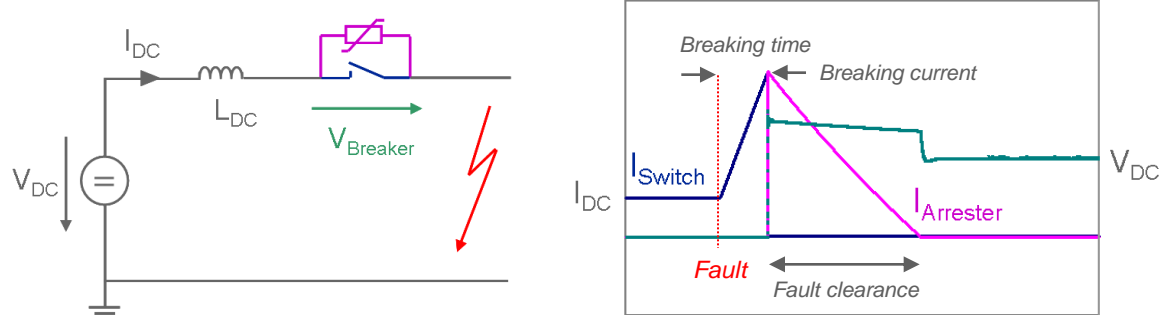 I_DC
L_DC
V_Breaker
V_DC
=
Breaking time
Breaking current
I_Switch
I_DC
V_DC
I_Arrester
Fault
Fault clearance